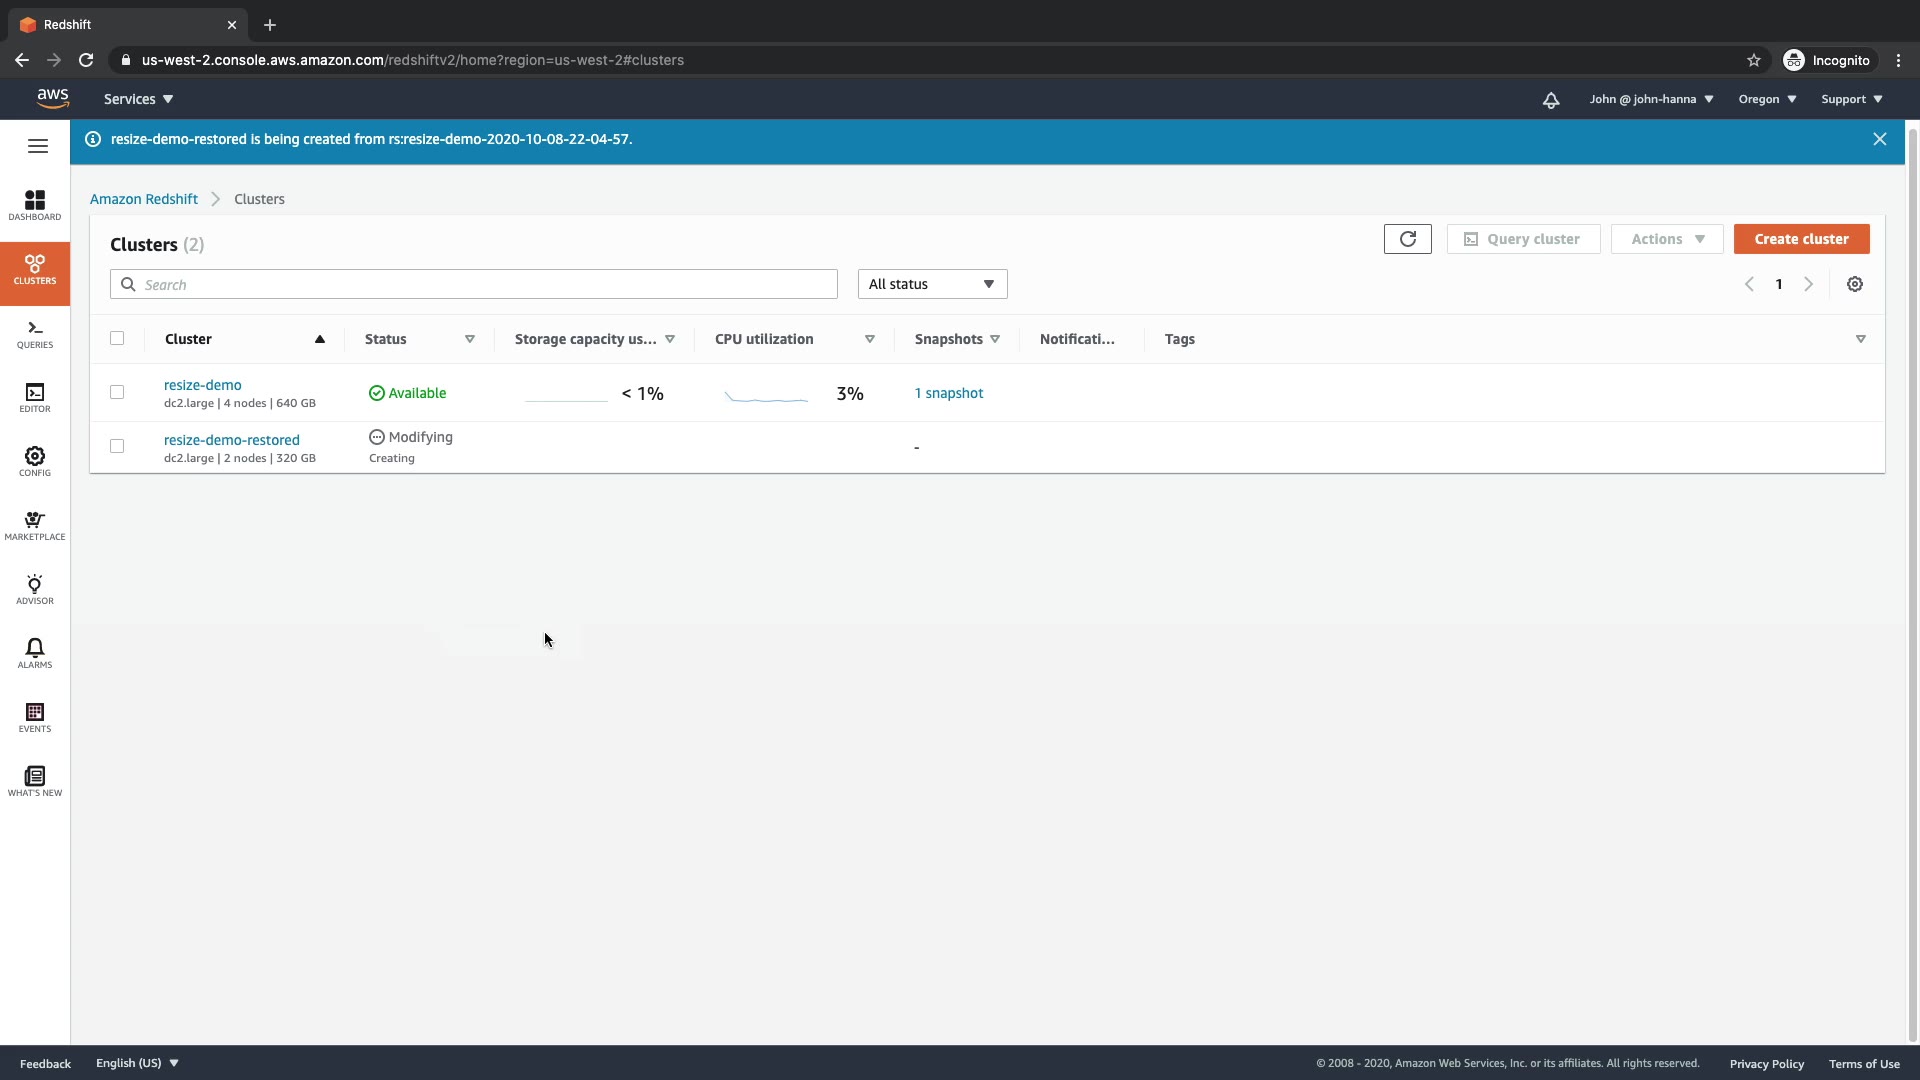 Redshift
us-west-2.console.aws.amazon.com/redshiftv2/home?region=us-west-2#clusters
Incognito
aws
Services
John @ john-hanna
Oregon
Support
resize-demo-restored is being created from rs:resize-demo-2020-10-08-22-04-57.
DASHBOARD
CLUSTERS
QUERIES
EDITOR
CONFIG
MARKETPLACE
ADVISOR
ALARMS
EVENTS
WHAT'S NEW
Amazon Redshift > Clusters
Clusters (2)
Query cluster
Actions
Create cluster
Search
All status
1
Cluster Status Storage capacity us... CPU utilization Snapshots Notificati... Tags
resize-demo
dc2.large | 4 nodes | 640 GB
Available
< 1%
3%
1 snapshot
resize-demo-restored
dc2.large | 2 nodes | 320 GB
Modifying
Creating
-
Feedback
English (US)
© 2008 - 2020, Amazon Web Services, Inc. or its affiliates. All rights reserved.
Privacy Policy
Terms of Use